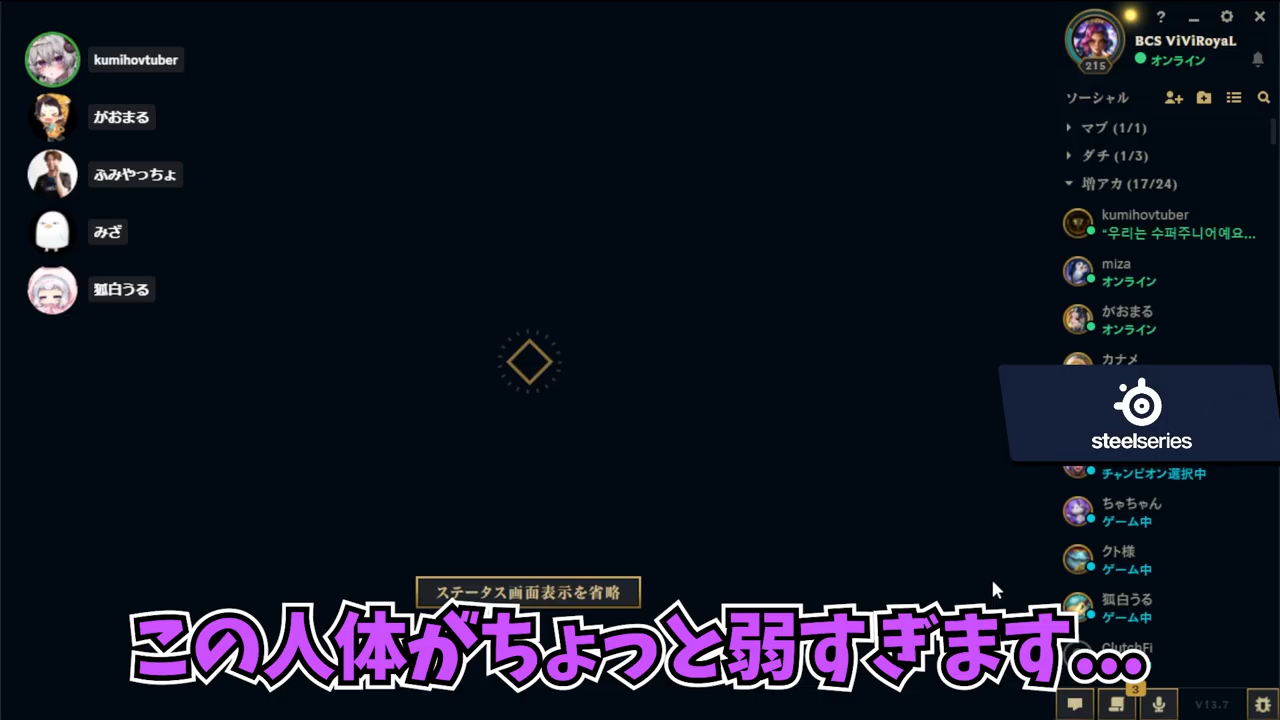 kumihovtuber
がおまる
ふみやっちょ
みざ
狐白うる
?
BCS ViViRoyaL
215
オンライン
ソーシャル
マブ (1/1)
ダチ (1/3)
増アカ (17/24)
kumihovtuber
“우리는 수퍼주니어예요...
miza
オンライン
がおまる
オンライン
カナメ
steelseries
チャンピオン選択中
ちゃちゃん
ゲーム中
クト様
ゲーム中
狐白うる
ゲーム中
ClutchFi
ステータス画面表示を省略
この人体がちょっと弱すぎます...
3
V13.7